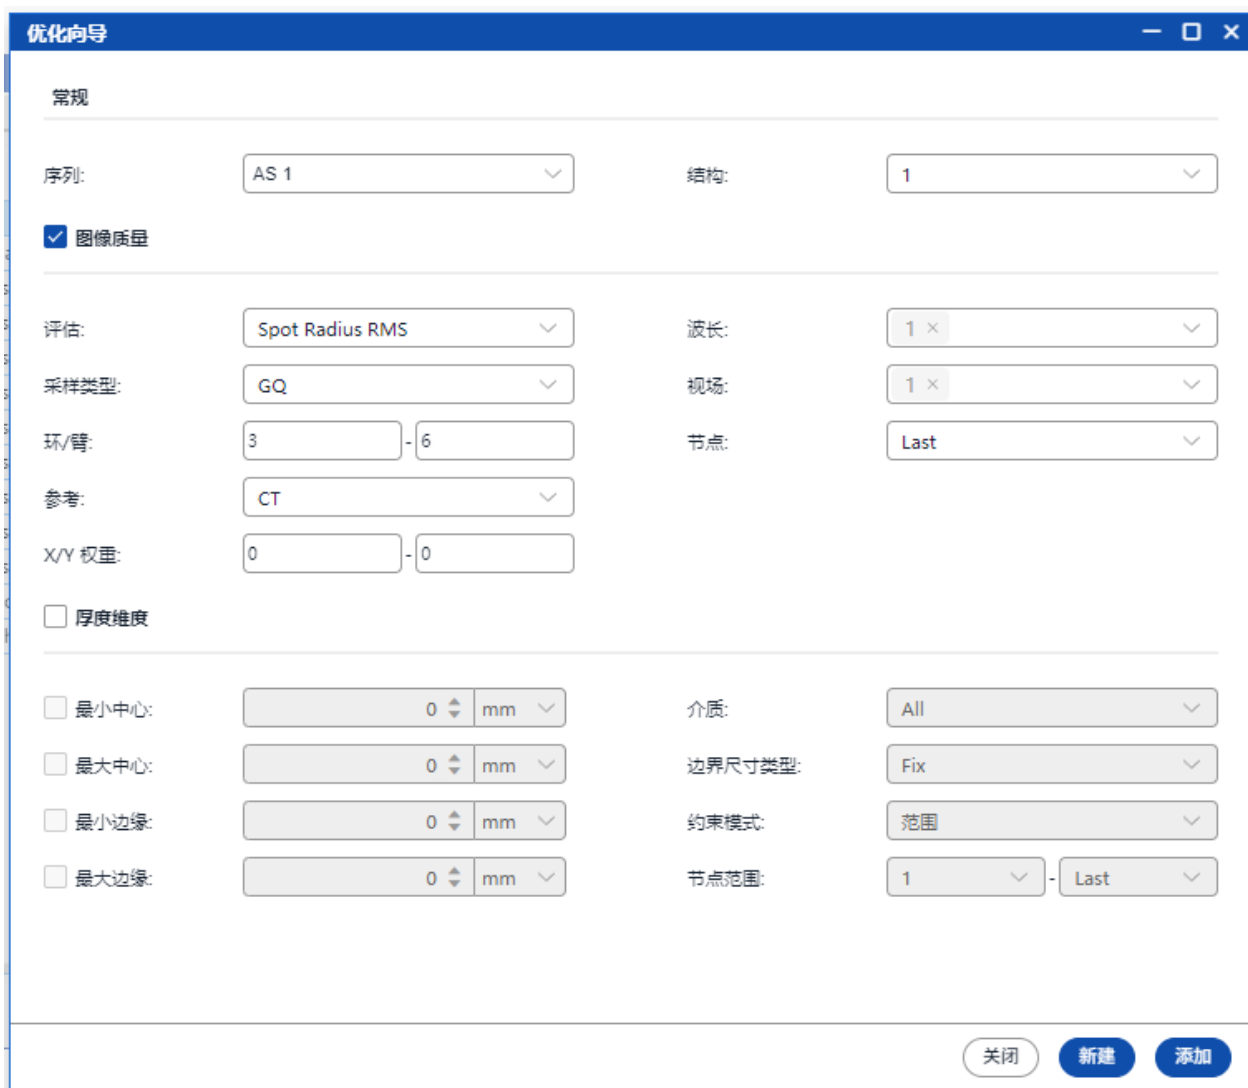 优化向导
常规
序列: AS 1 结构: 1
图像质量
评估: Spot Radius RMS 波长: 1 ×
采样类型: GQ 视场: 1 ×
环/臂: 3 - 6 节点: Last
参考: CT
X/Y 权重: 0 - 0
厚度维度
最小中心: 0 mm 介质: All
最大中心: 0 mm 边界尺寸类型: Fix
最小边缘: 0 mm 约束模式: 范围
最大边缘: 0 mm 节点范围: 1 - Last
关闭 新建 添加